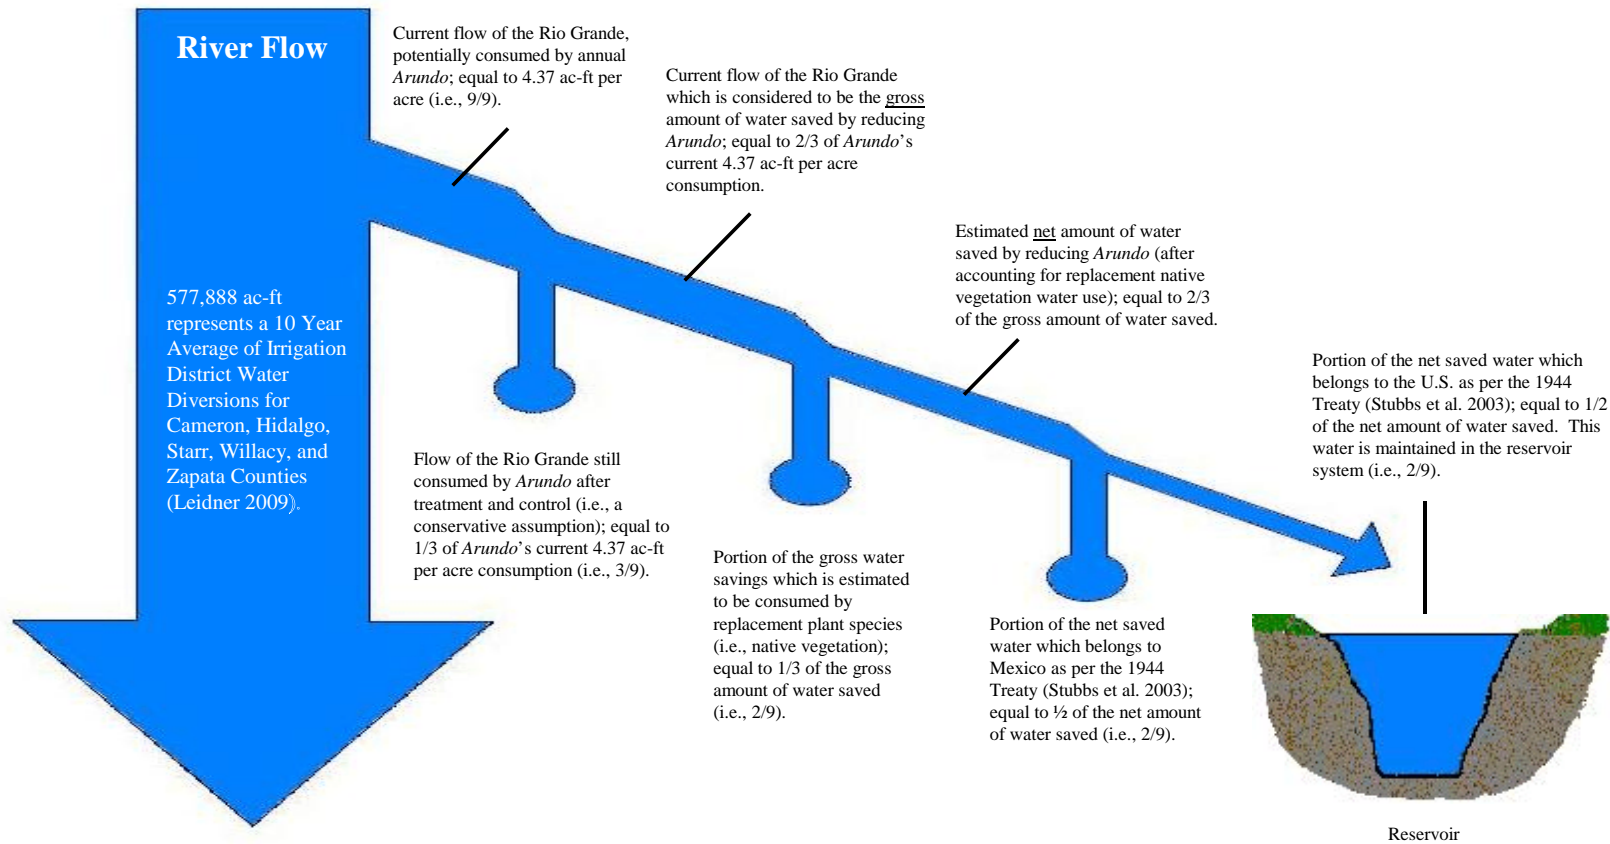 River Flow
577,888 ac-ft
represents a 10 Year
Average of Irrigation
District Water
Diversions for
Cameron, Hidalgo,
Starr, Willacy, and
Zapata Counties
(Leidner 2009).
Current flow of the Rio Grande,
potentially consumed by annual
Arundo; equal to 4.37 ac-ft per
acre (i.e., 9/9).
Current flow of the Rio Grande
which is considered to be the gross
amount of water saved by reducing
Arundo; equal to 2/3 of Arundo's
current 4.37 ac-ft per acre
consumption.
Estimated net amount of water
saved by reducing Arundo (after
accounting for replacement native
vegetation water use); equal to 2/3
of the gross amount of water saved.
Portion of the net saved water which
belongs to the U.S. as per the 1944
Treaty (Stubbs et al. 2003); equal to 1/2
of the net amount of water saved.  This
water is maintained in the reservoir
system (i.e., 2/9).
Flow of the Rio Grande still
consumed by Arundo after
treatment and control (i.e., a
conservative assumption); equal to
1/3 of Arundo's current 4.37 ac-ft
per acre consumption (i.e., 3/9).
Portion of the gross water
savings which is estimated
to be consumed by
replacement plant species
(i.e., native vegetation);
equal to 1/3 of the gross
amount of water saved
(i.e., 2/9).
Portion of the net saved
water which belongs to
Mexico as per the 1944
Treaty (Stubbs et al. 2003);
equal to ½ of the net amount
of water saved (i.e., 2/9).
Reservoir